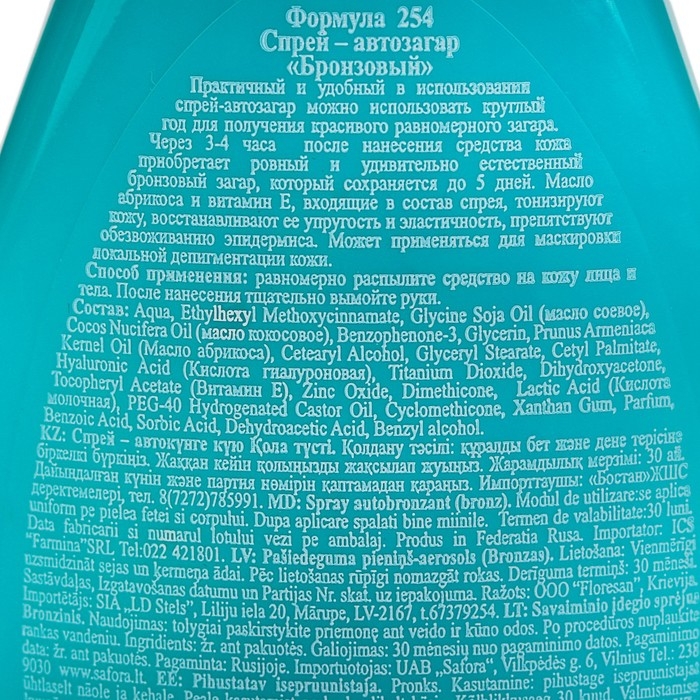 Формула 254
Спрей – автозагар
«Бронзовый»
Практичный и удобный в использовании
спрей-автозагар можно использовать круглый
год для получения красивого равномерного загара.
Через 3-4 часа после нанесения средства кожа
приобретает ровный и удивительно естественный
бронзовый загар, который сохраняется до 5 дней. Масло
абрикоса и витамин Е, входящие в состав спрея, тонизируют
кожу, восстанавливают ее упругость и эластичность, препятствуют
обезвоживанию эпидермиса. Может применяться для маскировки
локальной депигментации кожи.
Способ применения: равномерно распылите средство на кожу лица и
тела. После нанесения тщательно вымойте руки.
Состав: Aqua, Ethylhexyl Methoxycinnamate, Glycine Soja Oil (масло соевое),
Cocos Nucifera Oil (масло кокосовое), Benzophenone-3, Glycerin, Prunus Armeniaca
Kernel Oil (Масло абрикоса), Cetearyl Alcohol, Glyceryl Stearate, Cetyl Palmitate,
Hyaluronic Acid (Кислота гиалуроновая), Titanium Dioxide, Dihydroxyacetone,
Tocopheryl Acetate (Витамин Е), Zinc Oxide, Dimethicone, Lactic Acid (Кислота
молочная), PEG-40 Hydrogenated Castor Oil, Cyclomethicone, Xanthan Gum, Parfum,
Benzoic Acid, Sorbic Acid, Dehydroacetic Acid, Benzyl alcohol.
KZ: Спрей – автокүнге күю Қола түсті. Қолдану тәсілі: құралды бет және дене терісіне
біркелкі бүркіңіз. Жаққан кейін қолыңызды жақсылап жуыңыз. Жарамдылық мерзімі: 30 ай.
Дайындалған күнін және партия нөмірін қаптамадан қараңыз. Импорттаушы: «Бостан»ЖШС
деректемелері, тел. 8(7272)785991. MD: Spray autobronzant (bronz). Modul de utilizare:se aplica
uniform pe pielea fetei si corpului. Dupa aplicare spalati bine miinile. Termen de valabilitate:30 luni.
Data fabricarii si numarul lotului vezi pe ambalaj. Produs in Federatia Rusa. Importator: ICS
"Farmina"SRL Tel:022 421801. LV: Pašiedeguma pieniņš-aerosols (Bronzas). Lietošana: Vienmērīgi
uzsmidzināt sejas un ķermeņa ādai. Pēc lietošanas rūpīgi nomazgāt rokas. Derīguma termiņš: 30 mēneši.
Sastāvdaļas, Izgatavošanas datumu un Partijas Nr. skat. uz iepakojuma. Ražots: OOO "Floresan", Krievija.
Importētājs: SIA „LD Stels", Liliju iela 20, Mārupe, LV-2167, t.67379254. LT: Savaiminio įdegio sprėjus
Bronzinis. Naudojimas: tolygiai paskirstykite priemonę ant veido ir kūno odos. Po procedūros nuplaukite
rankas vandeniu. Ingridients: žr. ant pakuotės. Galiojimas: 30 mėnesių nuo pagaminimo datos. Pagaminimo
data: žr. ant pakuotės. Pagaminta: Rusijoje. Importuotojas: UAB „Safora", Vilkpėdės g. 6, Vilnius Tel.: 238
9030 www.safora.lt. EE: Pihustatav isepruunistaja. Pronks. Kasutamine: pihustage isepruunistaja
ühtlaselt näole ja kehale.